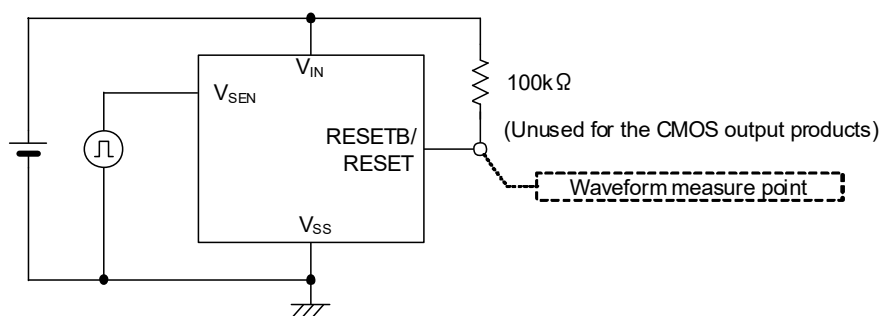 V_IN
V_SEN
100kΩ
(Unused for the CMOS output products)
RESETB/
RESET
Waveform measure point
V_SS